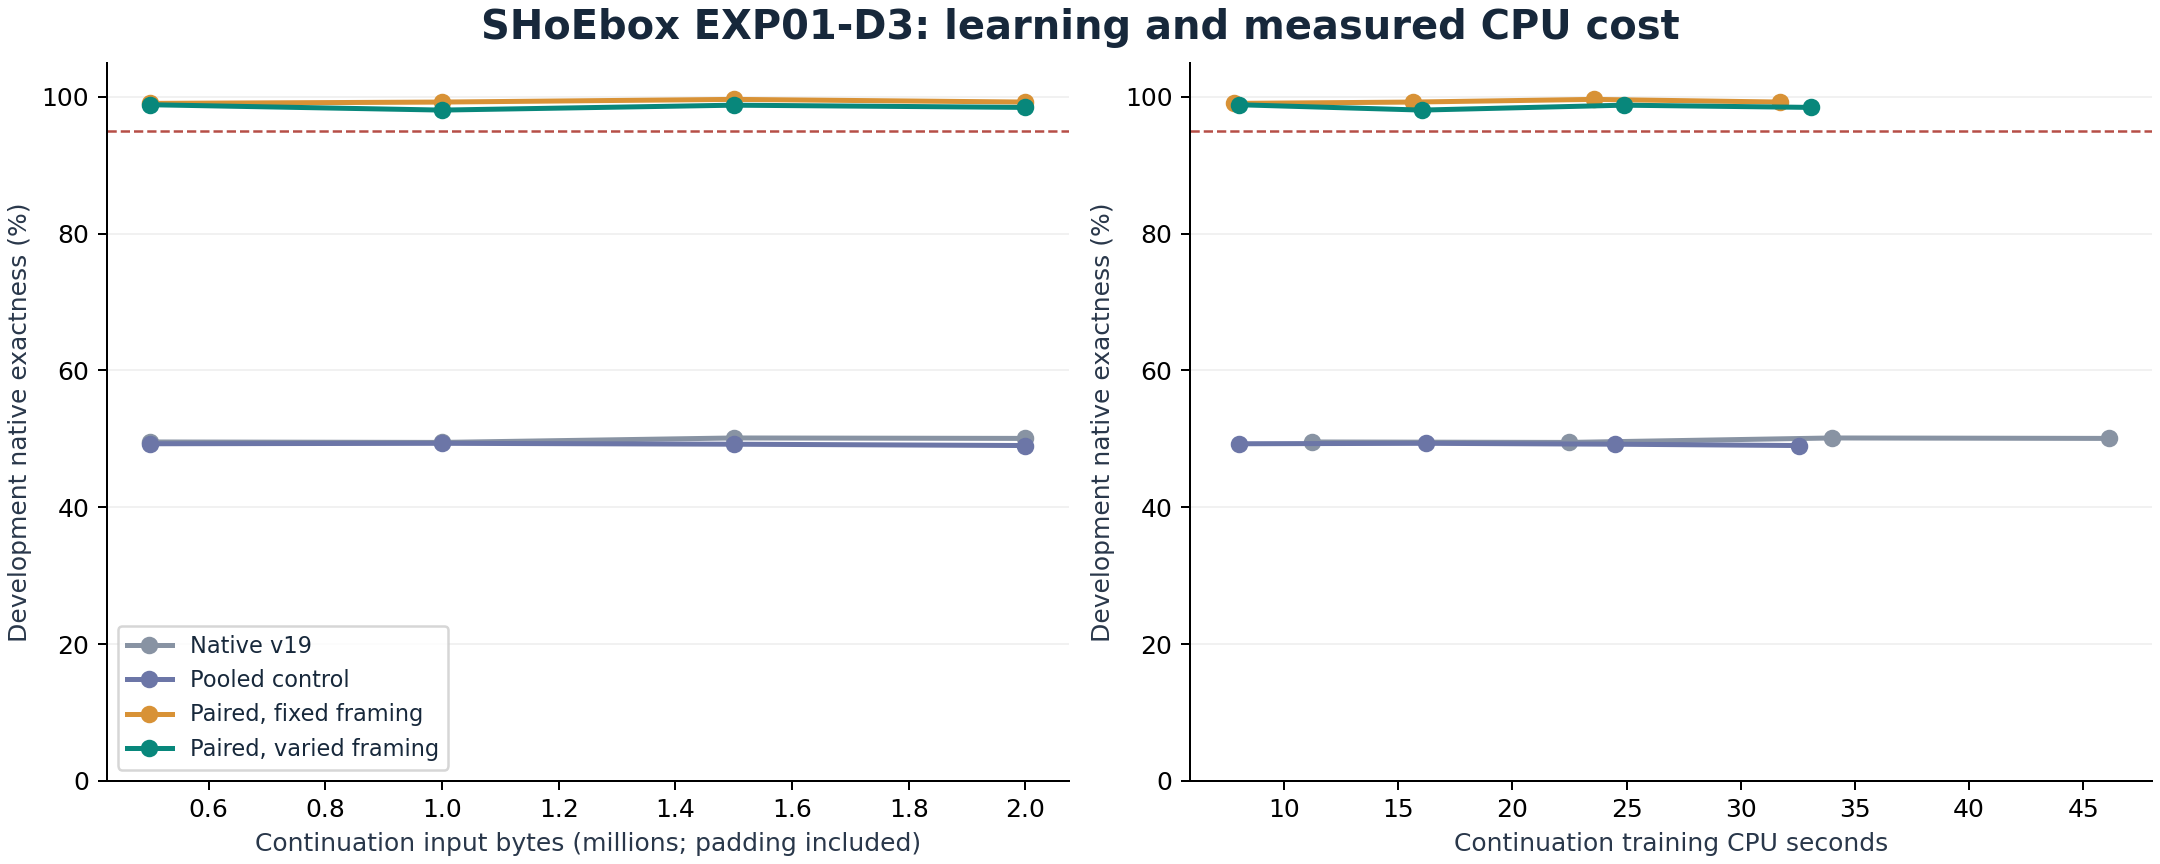 SHoEbox EXP01-D3: learning and measured CPU cost
Development native exactness (%)
100
80
60
40
20
0
Native v19
Pooled control
Paired, fixed framing
Paired, varied framing
0.6 0.8 1.0 1.2 1.4 1.6 1.8 2.0
Continuation input bytes (millions; padding included)
Development native exactness (%)
100
80
60
40
20
0
10 15 20 25 30 35 40 45
Continuation training CPU seconds